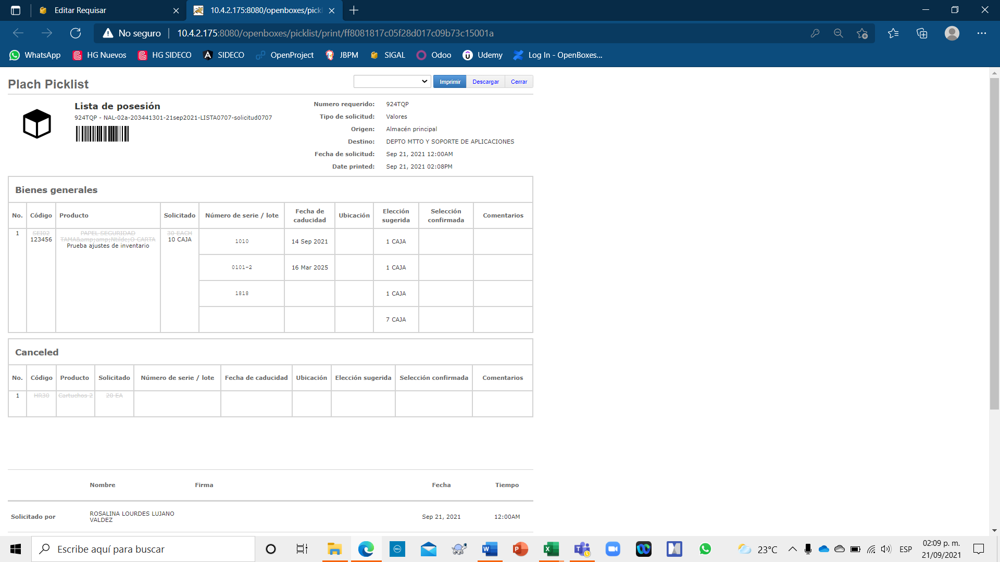 Editar Requisar
10.4.2.175:8080/openboxes/pickl
No seguro
10.4.2.175:8080/openboxes/picklist/print/ff8081817c05f28d017c09b73c15001a
WhatsApp HG Nuevos HG SIDECO SIDECO OpenProject JBPM SIGAL Odoo Udemy Log In - OpenBoxes...
Plach Picklist
Imprimir Descargar Cerrar
Lista de posesión
924TQP - NAL-02a-203441301-21sep2021-LISTA0707-solicitud0707
Numero requerido: 924TQP
Tipo de solicitud: Valores
Origen: Almacén principal
Destino: DEPTO MTTO Y SOPORTE DE APLICACIONES
Fecha de solicitud: Sep 21, 2021 12:00AM
Date printed: Sep 21, 2021 02:08PM
Bienes generales
No. Código Producto Solicitado Número de serie / lote Fecha de caducidad Ubicación Elección sugerida Selección confirmada Comentarios
1 SEI02 PAPEL SEGURIDAD 30 EACH
TAMA&amp;amp;Ntilde;O CARTA
123456 Prueba ajustes de inventario 10 CAJA
1010 14 Sep 2021 1 CAJA
0101-2 16 Mar 2025 1 CAJA
1818 1 CAJA
7 CAJA
Canceled
No. Código Producto Solicitado Número de serie / lote Fecha de caducidad Ubicación Elección sugerida Selección confirmada Comentarios
1 HR30 Cartuchos 2 20 EA
Nombre Firma Fecha Tiempo
Solicitado por ROSALINA LOURDES LUJANO VALDEZ Sep 21, 2021 12:00AM
Escribe aquí para buscar
23°C
ESP
02:09 p. m.
21/09/2021